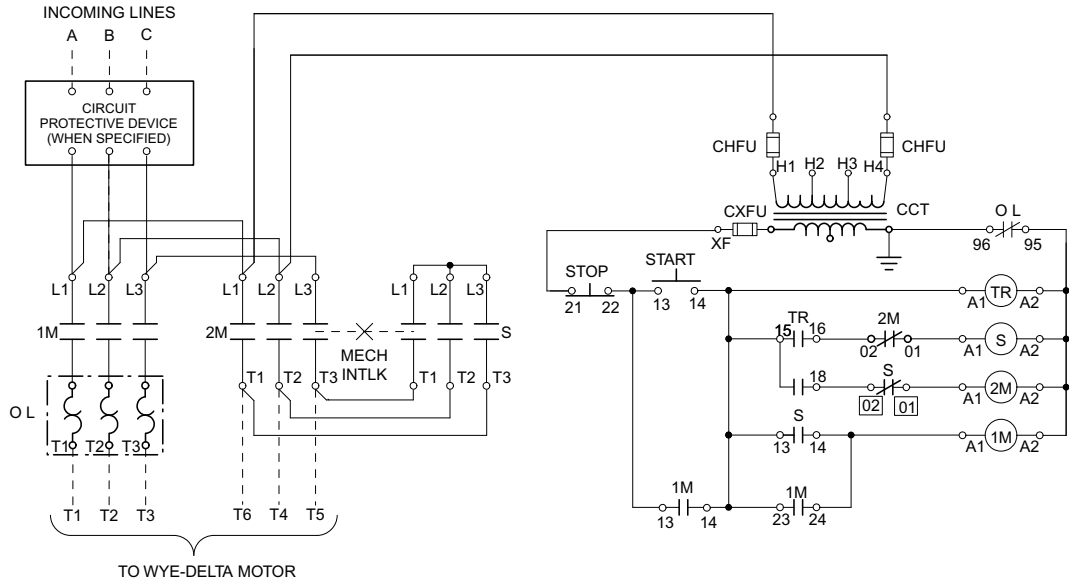 INCOMING LINES
A B C
CIRCUIT
PROTECTIVE DEVICE
(WHEN SPECIFIED)
CHFU H1 H2 H3 H4 CHFU
CXFU CCT O L
XF 96 95
STOP START
21 22 13 14 TR A1 A2
L1 L2 L3 L1 L2 L3 L1 L2 L3
1M 2M S
MECH
INTLK
TR 2M
15 16 02 01 A1 S A2
S
18 02 01 A1 2M A2
T1 T2 T3 T1 T2 T3
O L
T1 T2 T3
S
13 14 A1 1M A2
1M 1M
13 14 23 24
T1 T2 T3 T6 T4 T5
TO WYE-DELTA MOTOR